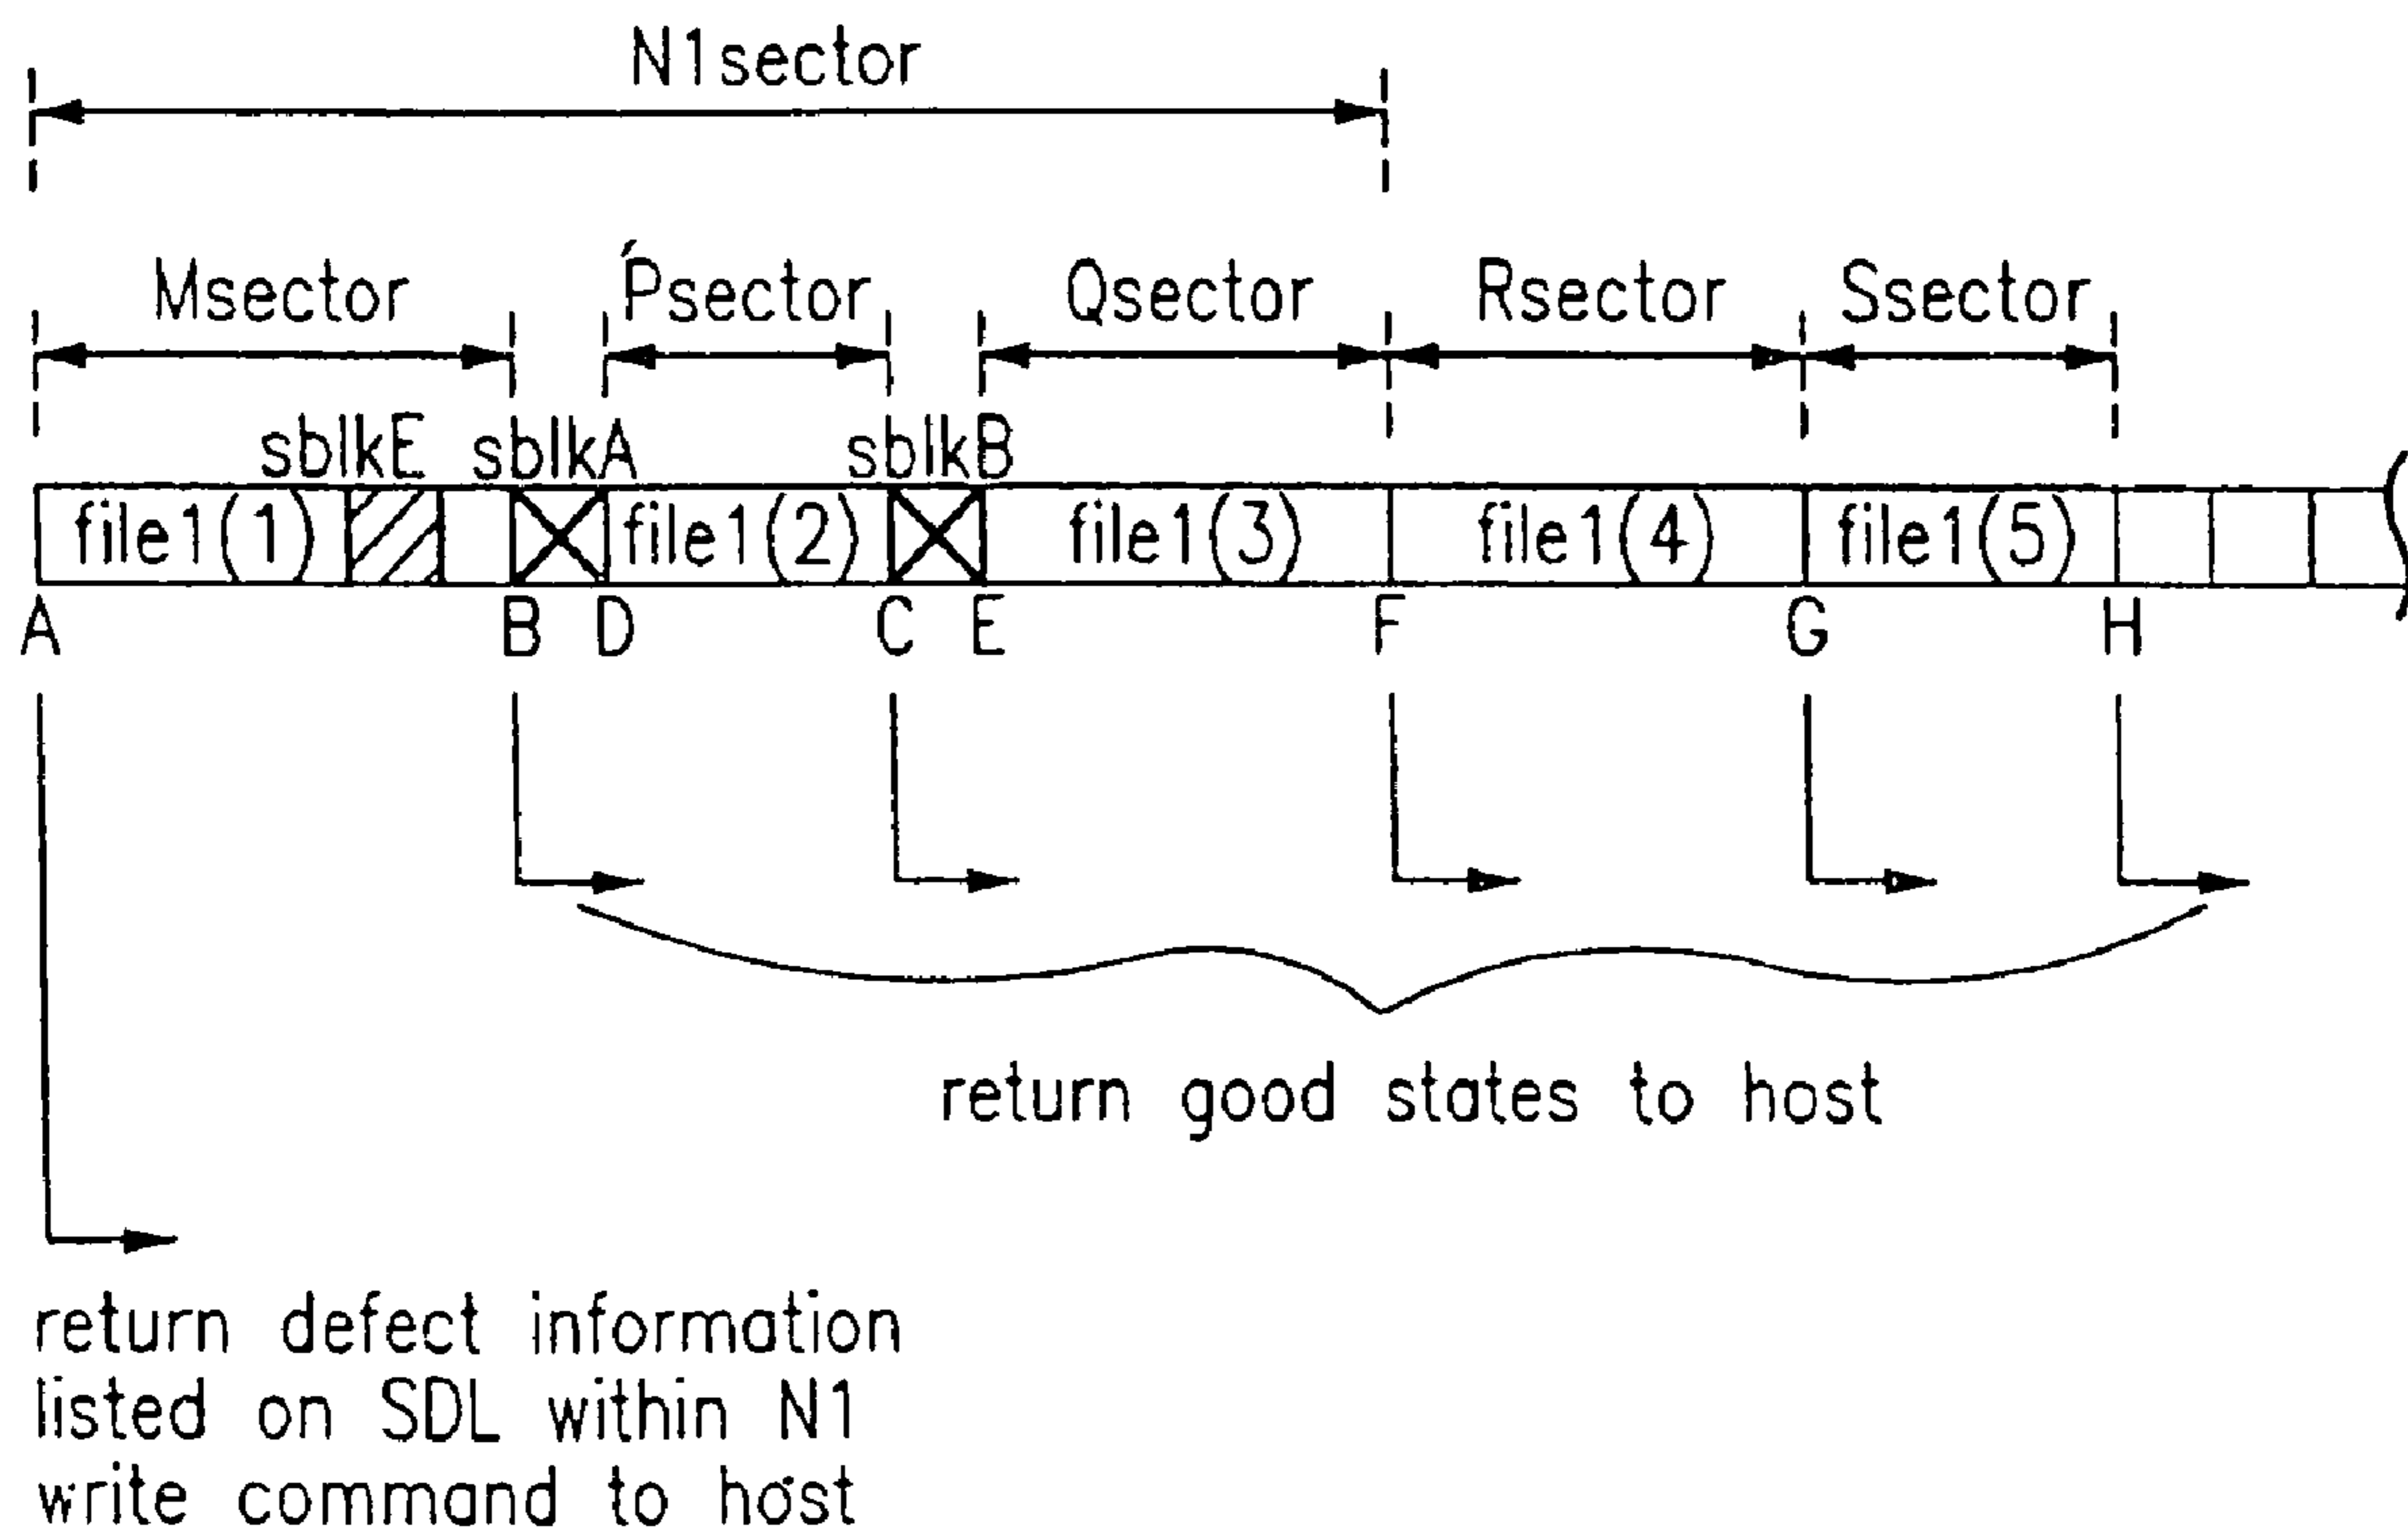 N1sector
Msector Psector Qsector Rsector Ssector
sblkE sblkA sblkB
file1(1) file1(2) file1(3) file1(4) file1(5)
A B D C E F G H
return good states to host
return defect information
listed on SDL within N1
write command to host